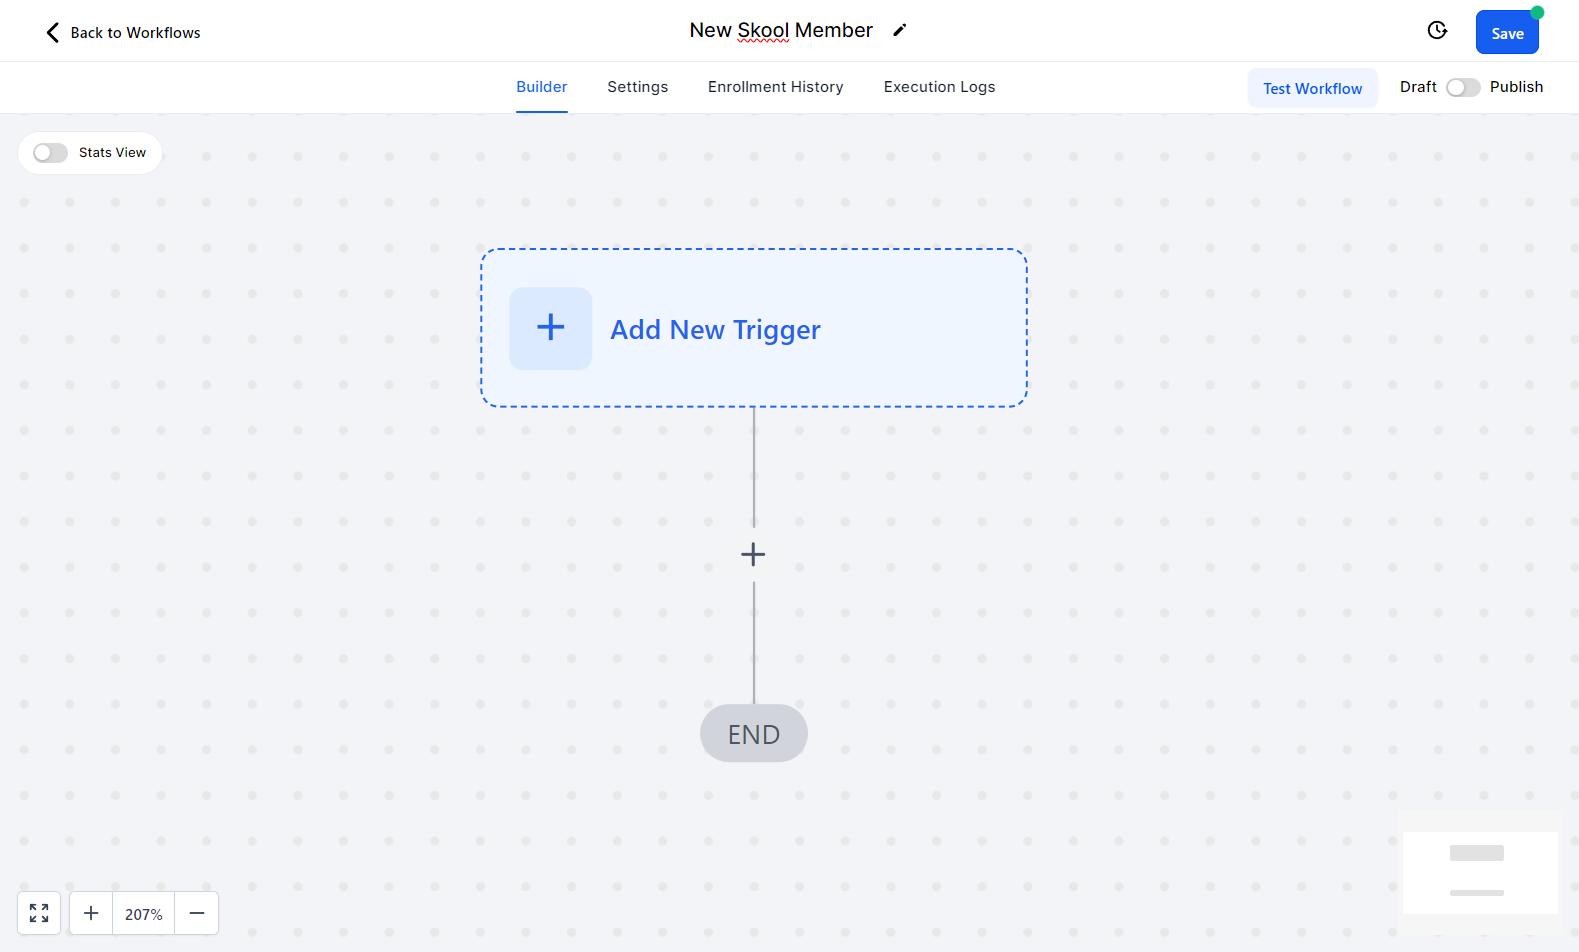 Back to Workflows
New Skool Member
Save
Builder
Settings
Enrollment History
Execution Logs
Test Workflow
Draft
Publish
Stats View
Add New Trigger
END
207%